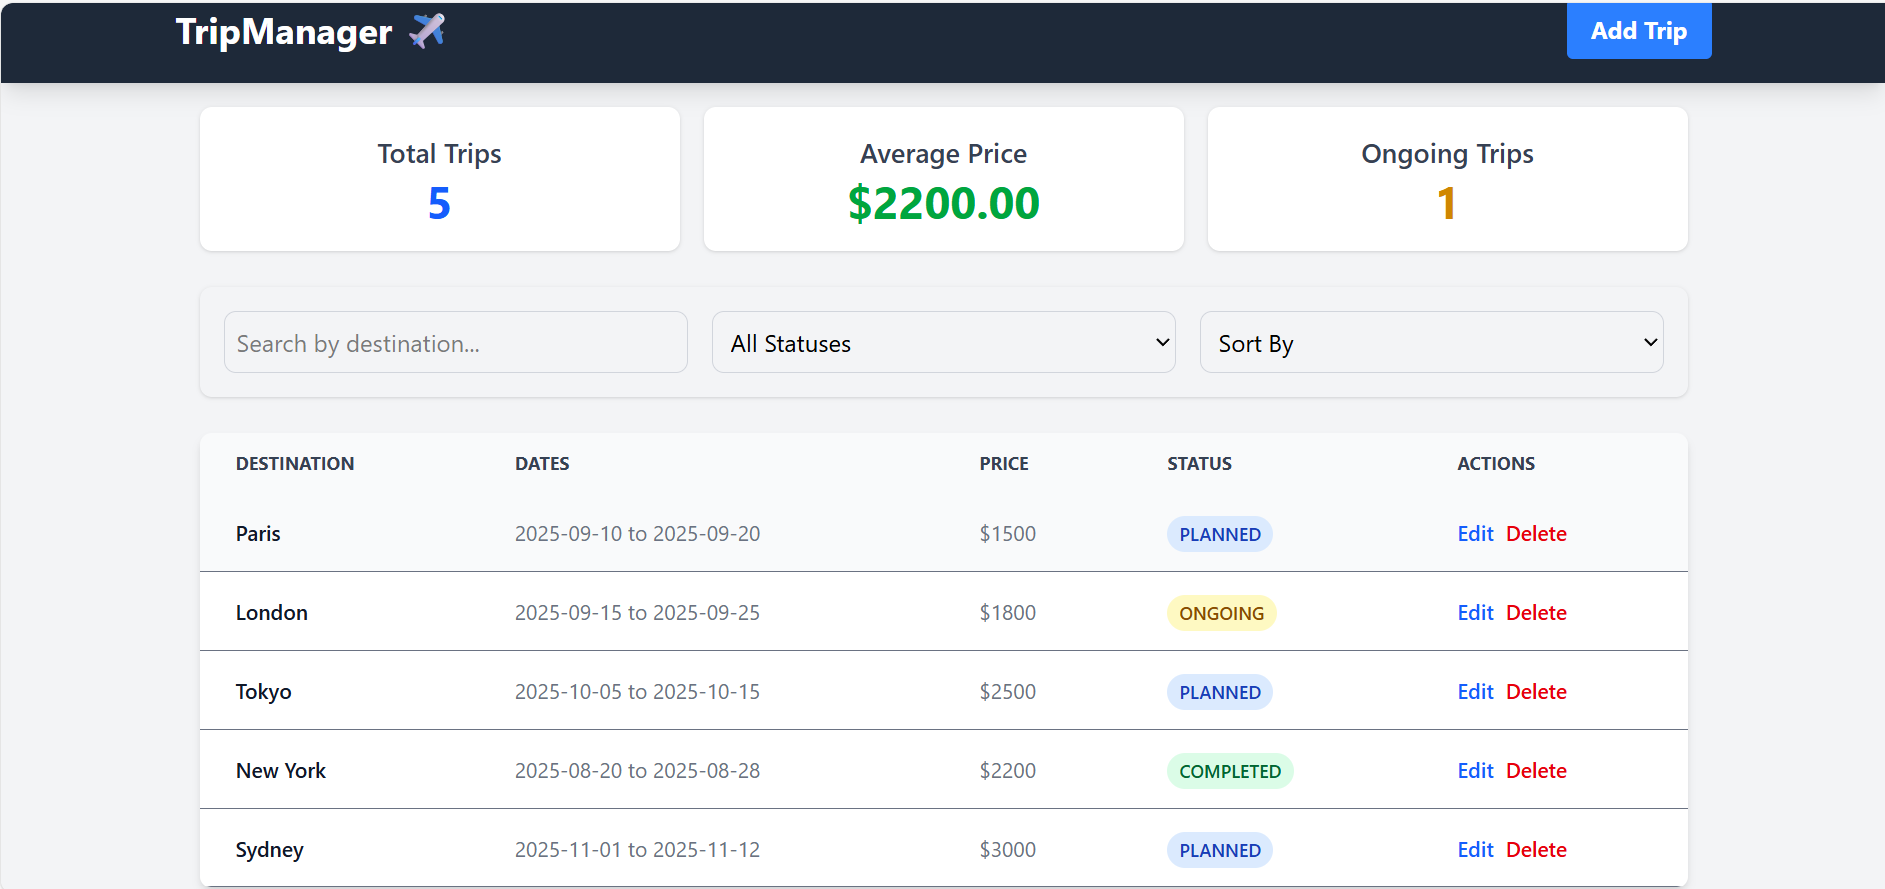 TripManager ✈️ Add Trip
Total Trips Average Price Ongoing Trips
5 $2200.00 1
Search by destination... All Statuses Sort By
DESTINATION DATES PRICE STATUS ACTIONS
Paris 2025-09-10 to 2025-09-20 $1500 PLANNED Edit Delete
London 2025-09-15 to 2025-09-25 $1800 ONGOING Edit Delete
Tokyo 2025-10-05 to 2025-10-15 $2500 PLANNED Edit Delete
New York 2025-08-20 to 2025-08-28 $2200 COMPLETED Edit Delete
Sydney 2025-11-01 to 2025-11-12 $3000 PLANNED Edit Delete